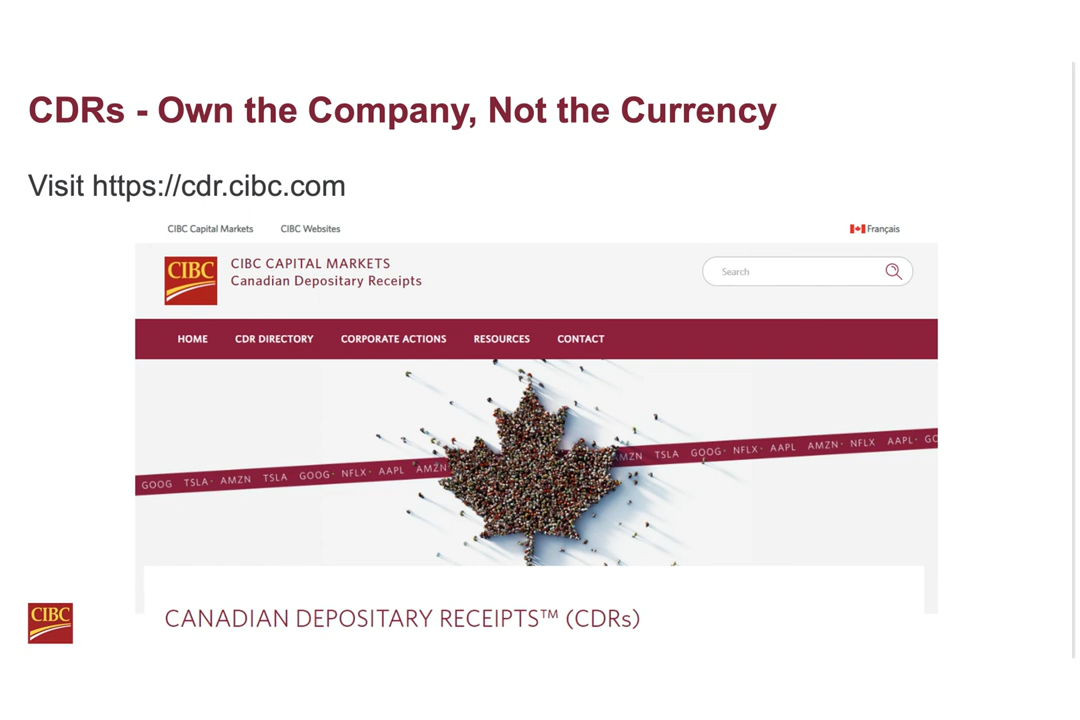 CDRs - Own the Company, Not the Currency
Visit https://cdr.cibc.com
CIBC Capital Markets CIBC Websites Français
CIBC
CIBC CAPITAL MARKETS
Canadian Depositary Receipts
Search
HOME CDR DIRECTORY CORPORATE ACTIONS RESOURCES CONTACT
GOOG TSLA· AMZN TSLA GOOG· NFLX· AAPL AMZN
AMZN TSLA GOOG· NFLX· AAPL AMZN· NFLX AAPL· GO
CIBC
CANADIAN DEPOSITARY RECEIPTS™ (CDRs)